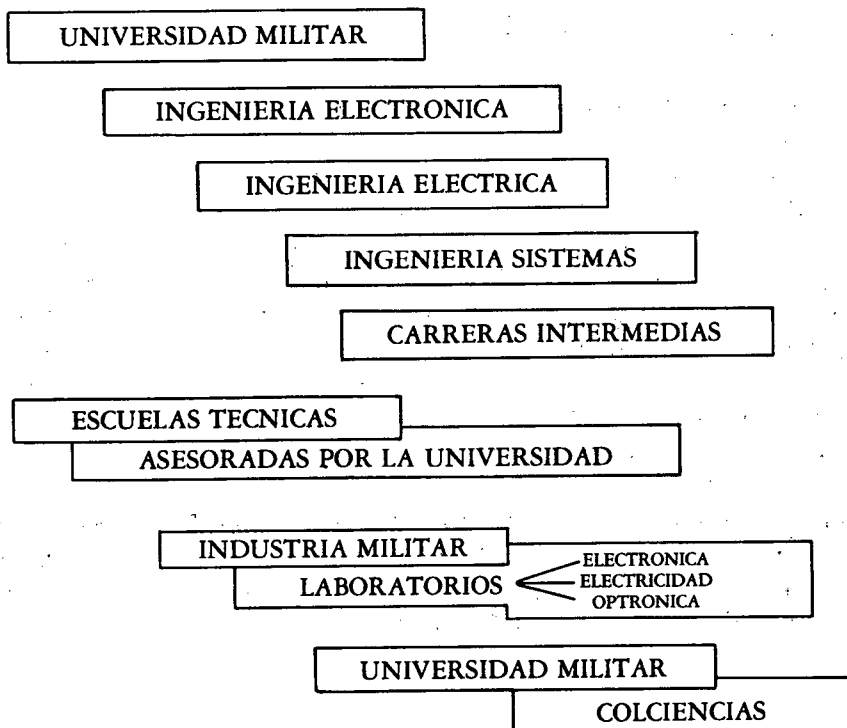 UNIVERSIDAD MILITAR
INGENIERIA ELECTRONICA
INGENIERIA ELECTRICA
INGENIERIA SISTEMAS
CARRERAS INTERMEDIAS
ESCUELAS TECNICAS
ASESORADAS POR LA UNIVERSIDAD
INDUSTRIA MILITAR
LABORATORIOS
ELECTRONICA
ELECTRICIDAD
OPTRONICA
UNIVERSIDAD MILITAR
COLCIENCIAS